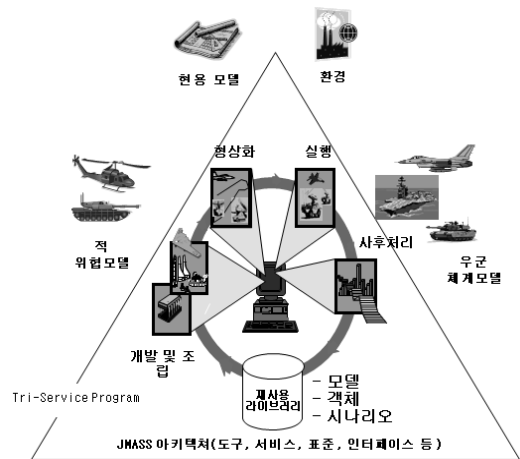 현용 모델
환경
형상화
실행
적
위협모델
사후처리
우군
체계모델
개발 및 조
립
재사용
라이브러리
- 모델
- 객체
- 시나리오
Tri-Service Program
JMASS 아키텍쳐(도구, 서비스, 표준, 인터페이스 등)